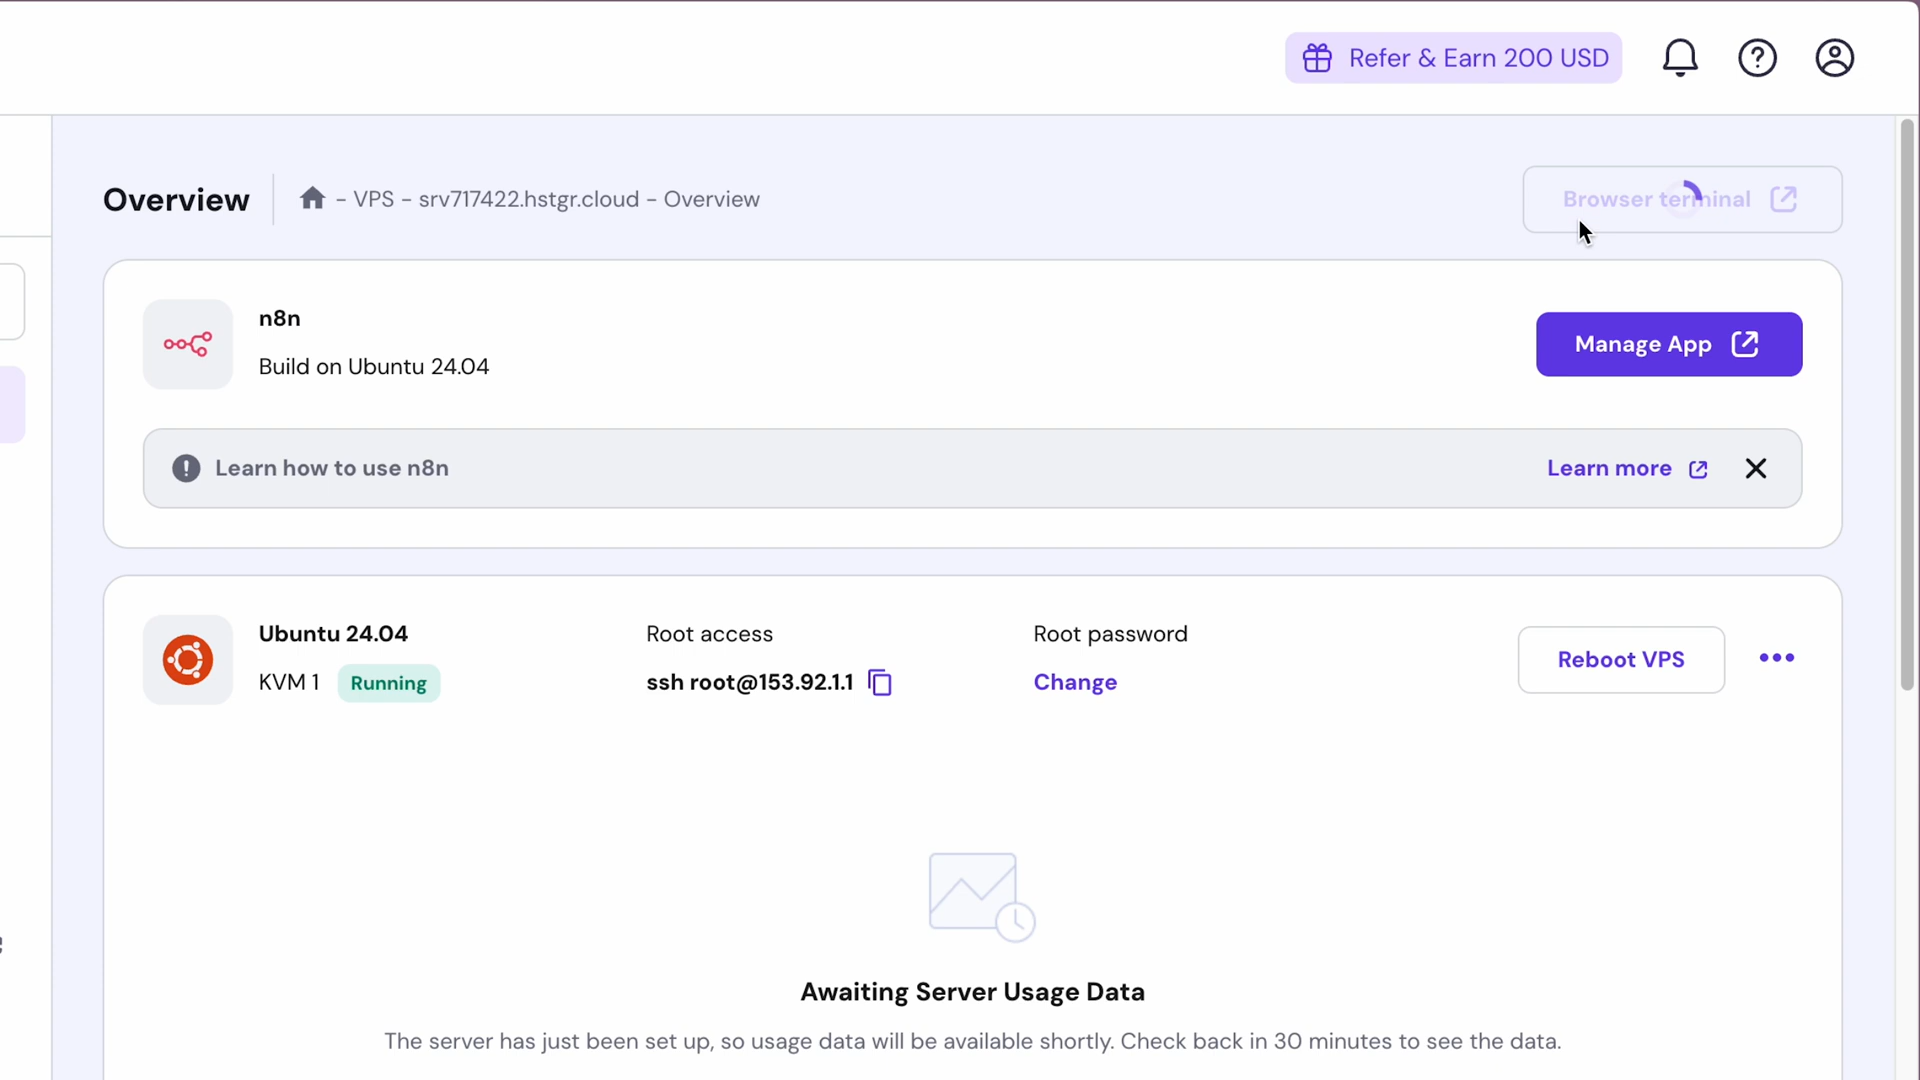 Refer & Earn 200 USD
Overview
- VPS - srv717422.hstgr.cloud - Overview
Browser terminal
n8n
Build on Ubuntu 24.04
Manage App
Learn how to use n8n
Learn more
Ubuntu 24.04
KVM 1
Running
Root access
ssh root@153.92.1.1
Root password
Change
Reboot VPS
Awaiting Server Usage Data
The server has just been set up, so usage data will be available shortly. Check back in 30 minutes to see the data.